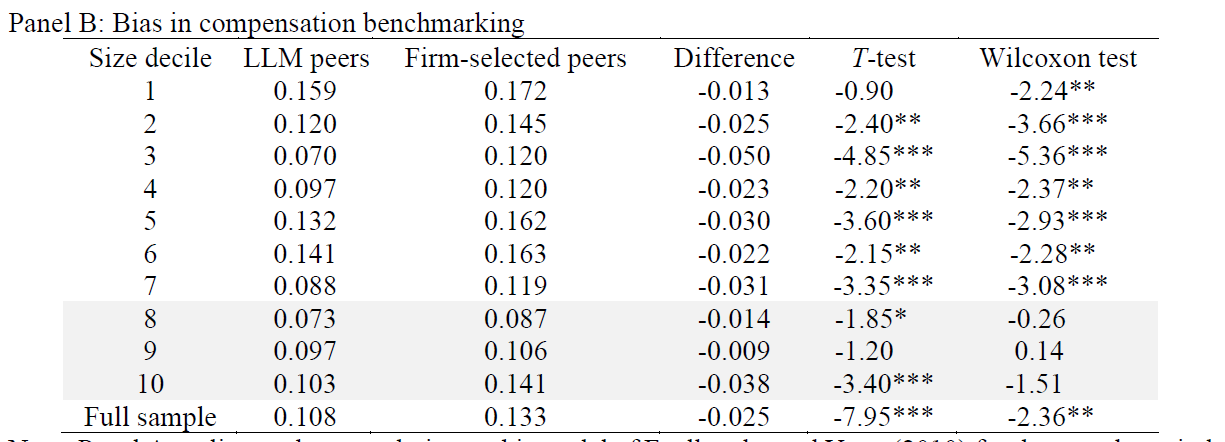 Panel B: Bias in compensation benchmarking
Size decile LLM peers Firm-selected peers Difference T-test Wilcoxon test
1 0.159 0.172 -0.013 -0.90 -2.24**
2 0.120 0.145 -0.025 -2.40** -3.66***
3 0.070 0.120 -0.050 -4.85*** -5.36***
4 0.097 0.120 -0.023 -2.20** -2.37**
5 0.132 0.162 -0.030 -3.60*** -2.93***
6 0.141 0.163 -0.022 -2.15** -2.28**
7 0.088 0.119 -0.031 -3.35*** -3.08***
8 0.073 0.087 -0.014 -1.85* -0.26
9 0.097 0.106 -0.009 -1.20 0.14
10 0.103 0.141 -0.038 -3.40*** -1.51
Full sample 0.108 0.133 -0.025 -7.95*** -2.36**